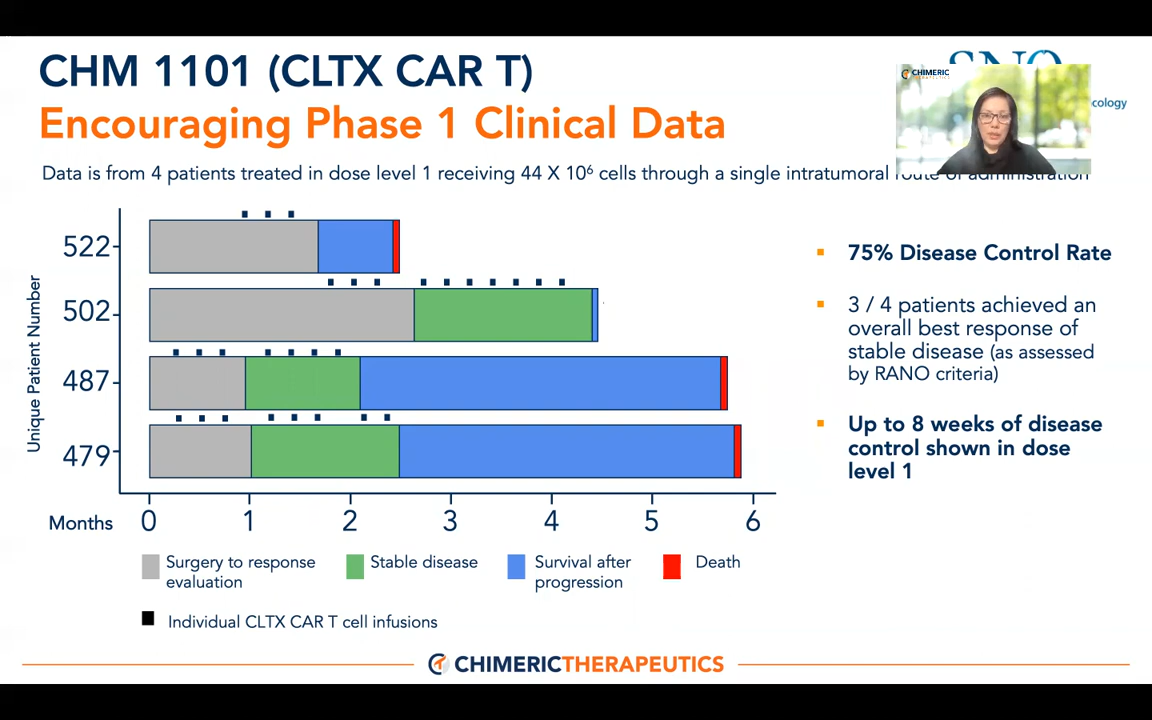 CHM 1101 (CLTX CAR T)
Encouraging Phase 1 Clinical Data
CHIMERIC
THERAPEUTICS
cology
Data is from 4 patients treated in dose level 1 receiving 44 X 10⁶ cells through a single intratumoral route of administration
Unique Patient Number
522
502
487
479
Months
0 1 2 3 4 5 6
Surgery to response
evaluation
Stable disease
Survival after
progression
Death
Individual CLTX CAR T cell infusions
▪ 75% Disease Control Rate
▪ 3 / 4 patients achieved an
overall best response of
stable disease (as assessed
by RANO criteria)
▪ Up to 8 weeks of disease
control shown in dose
level 1
CHIMERICTHERAPEUTICS